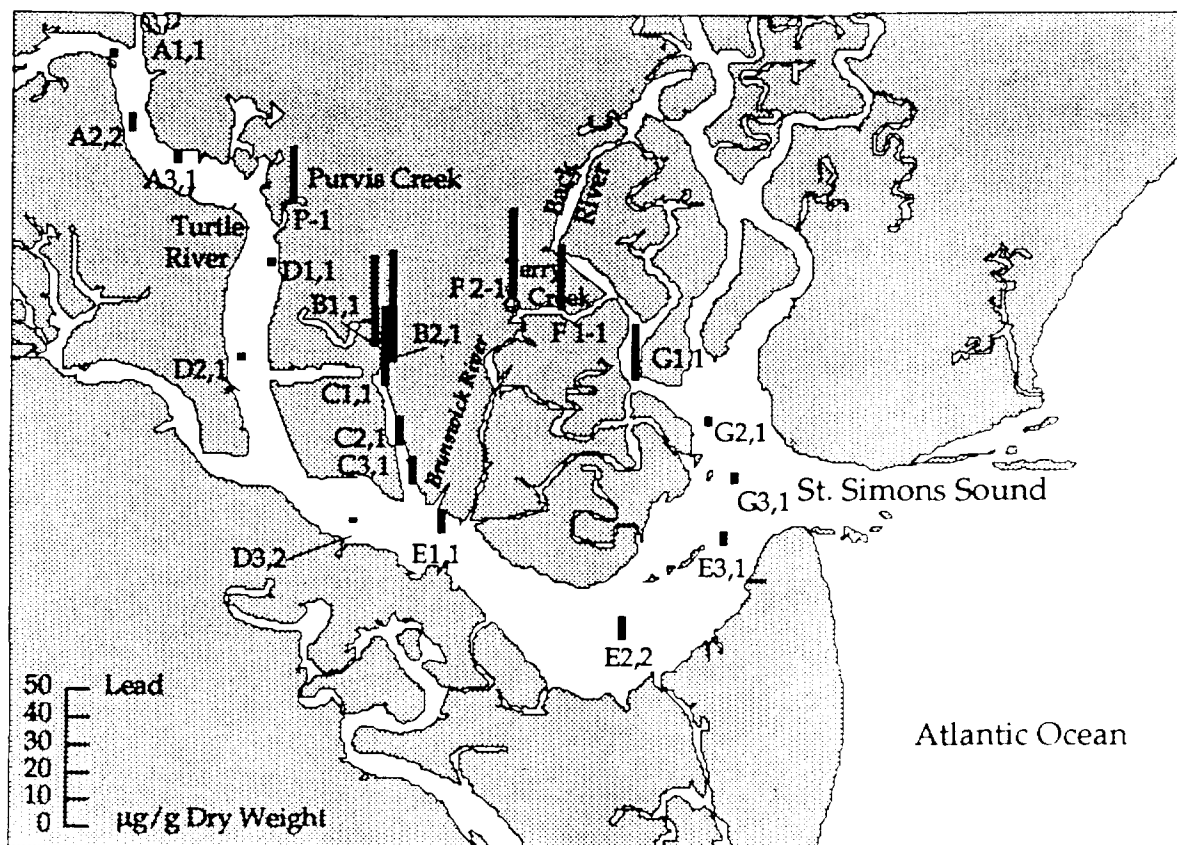 A1,1
A2,2
A3,1
Purvis Creek
P-1
Turtle
River
D1,1
B1,1
B2,1
Back
River
F2-1
erry
Creek
F1-1
G1,1
D2,1
C1,1
C2,1
C3,1
Brunswick River
G2,1
G3,1
St. Simons Sound
D3,2
E1,1
E3,1
E2,2
50
Lead
40
30
20
10
0
µg/g Dry Weight
Atlantic Ocean